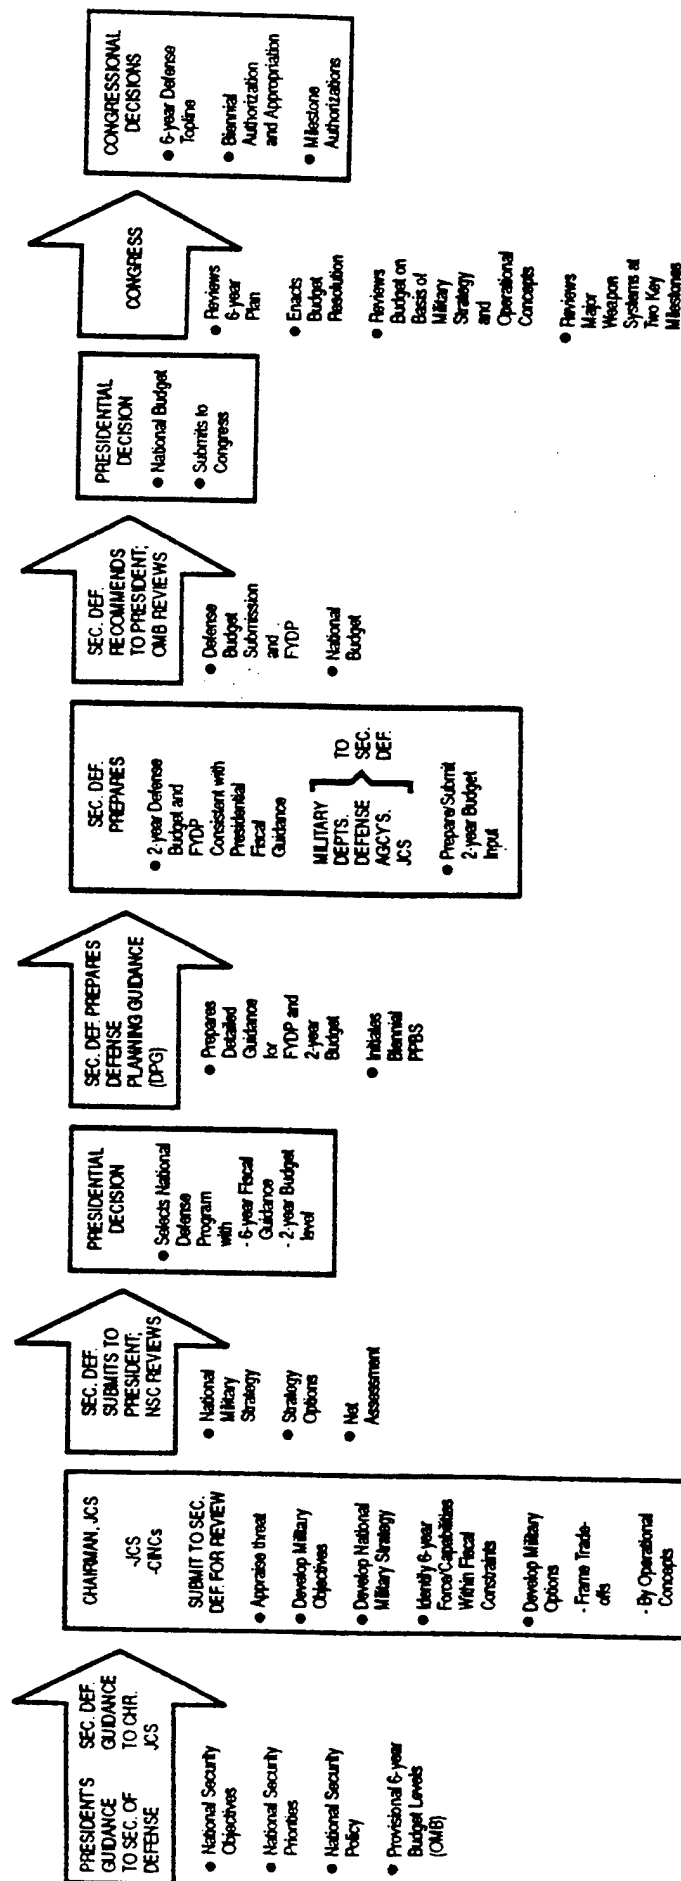 PRESIDENT'S
GUIDANCE
TO SEC. OF
DEFENSE
SEC. DEF.
GUIDANCE
TO CHR.
JCS
● National Security
Objectives
● National Security
Priorities
● National Security
Policy
● Provisional 6-year
Budget Levels
(OMB)
CHAIRMAN, JCS
-JCS
-CINCs
SUBMIT TO SEC.
DEF. FOR REVIEW
● Appraise threat
● Develop Military
Objectives
● Develop National
Military Strategy
● Identify 6-year
Force/Capabilities
Within Fiscal
Constraints
● Develop Military
Options
- Frame Trade-
offs
- By Operational
Concepts
SEC. DEF.
SUBMITS TO
PRESIDENT;
NSC REVIEWS
● National
Military
Strategy
● Strategy
Options
● Net
Assessment
PRESIDENTIAL
DECISION
● Selects National
Defense
Program
with
- 6-year Fiscal
Guidance
- 2-year Budget
level
SEC. DEF. PREPARES
DEFENSE
PLANNING GUIDANCE
(DPG)
● Prepares
Detailed
Guidance
for
FYDP and
2-year
Budget
● Initiates
Biennial
PPBS
SEC. DEF.
PREPARES
● 2-year Defense
Budget and
FYDP
Consistent with
Presidential
Fiscal
Guidance
MILITARY
DEPTS.
DEFENSE
AGCY'S.
JCS
TO
SEC.
DEF.
● Prepare/Submit
2-year Budget
Input
SEC. DEF.
RECOMMENDS
TO PRESIDENT;
OMB REVIEWS
● Defense
Budget
Submission
and
FYDP
● National
Budget
PRESIDENTIAL
DECISION
● National Budget
● Submits to
Congress
CONGRESS
● Reviews
6-year
Plan
● Enacts
Budget
Resolution
● Reviews
Budget on
Basis of
Military
Strategy
and
Operational
Concepts
● Reviews
Major
Weapon
Systems at
Two Key
Milestones
CONGRESSIONAL
DECISIONS
● 6-year Defense
Topline
● Biennial
Authorization
and Appropriation
● Milestone
Authorizations